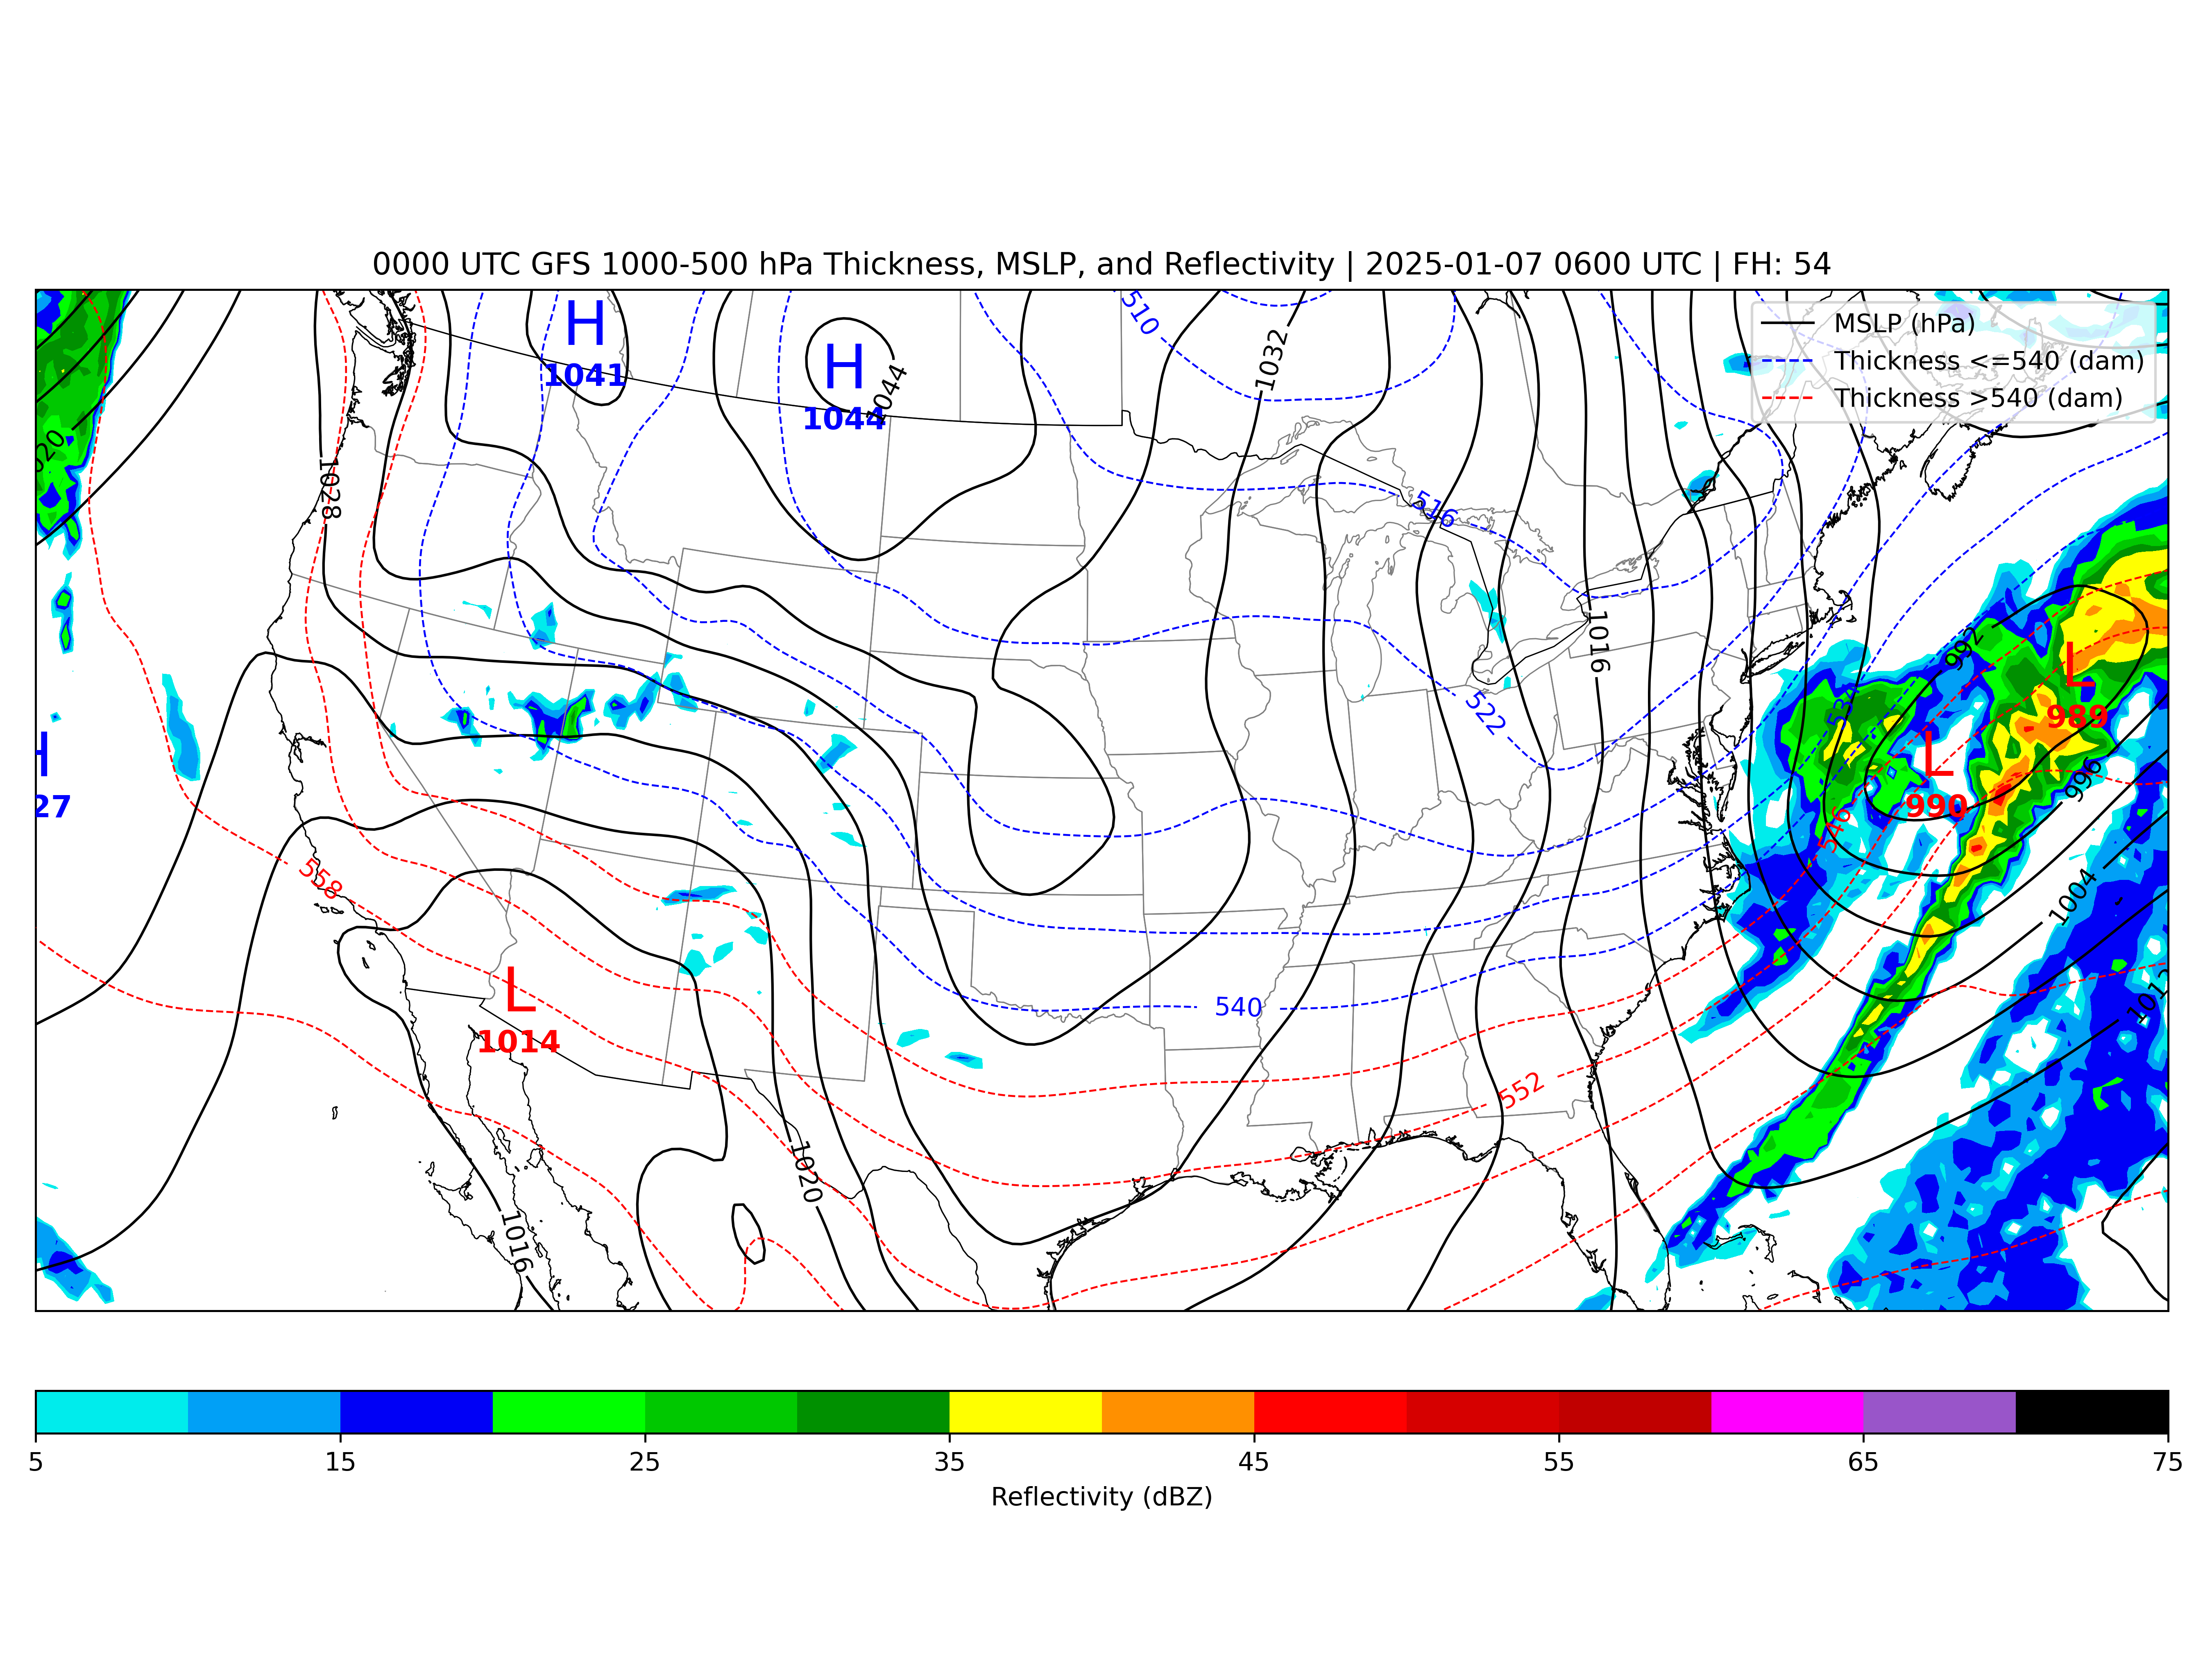 0000 UTC GFS 1000-500 hPa Thickness, MSLP, and Reflectivity | 2025-01-07 0600 UTC | FH: 54
MSLP (hPa)
Thickness <=540 (dam)
Thickness >540 (dam)
510
H
1041
H
1044
1044
1032
020
1028
516
1016
992
L
989
522
H
27
L
990
996
546
558
1004
L
1014
540
1012
552
1020
1016
5
15
25
35
45
55
65
75
Reflectivity (dBZ)